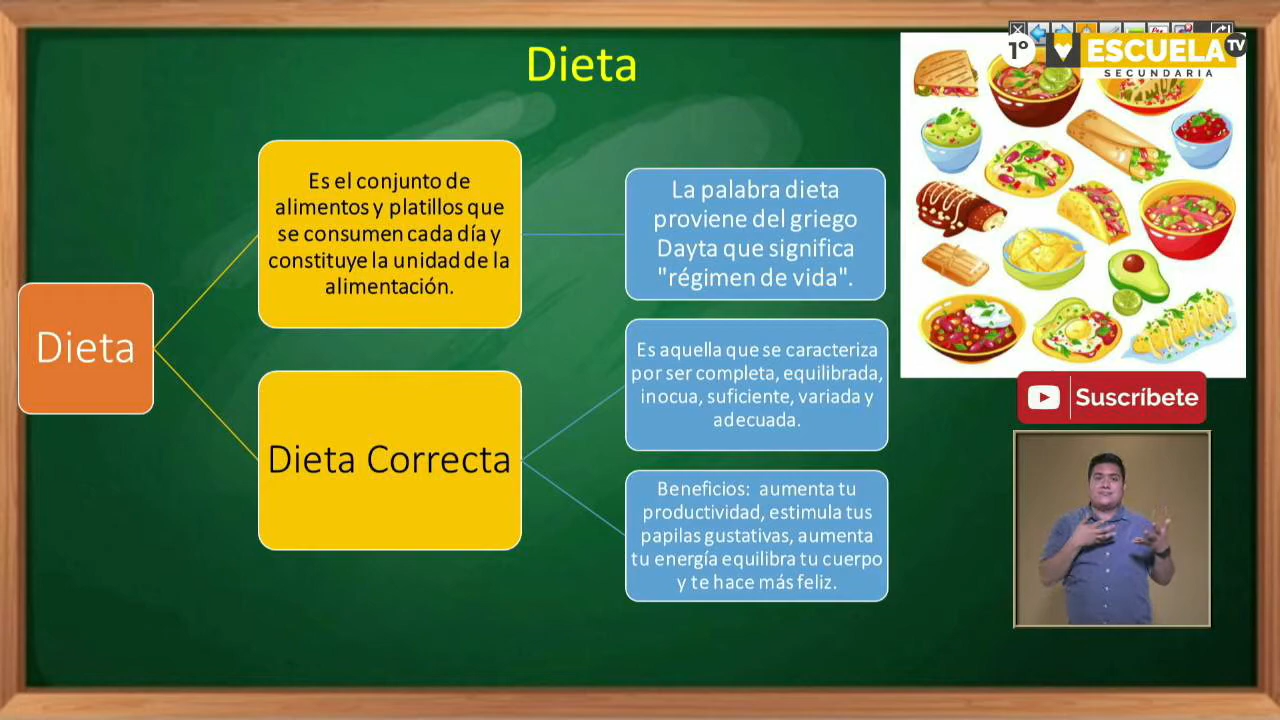 Dieta
1º
ESCUELA
TV
SECUNDARIA
Dieta
Es el conjunto de
alimentos y platillos que
se consumen cada día y
constituye la unidad de la
alimentación.
La palabra dieta
proviene del griego
Dayta que significa
"régimen de vida".
Dieta Correcta
Es aquella que se caracteriza
por ser completa, equilibrada,
inocua, suficiente, variada y
adecuada.
Beneficios: aumenta tu
productividad, estimula tus
papilas gustativas, aumenta
tu energía equilibra tu cuerpo
y te hace más feliz.
Suscríbete